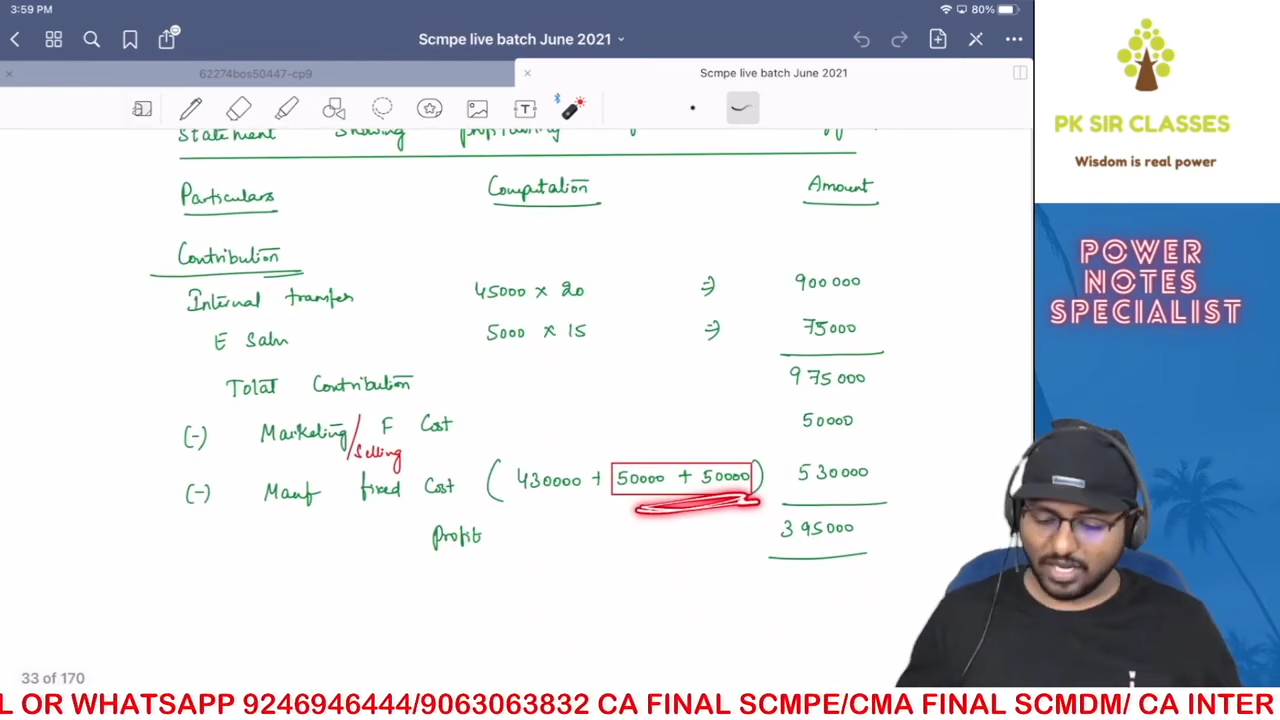 3:59 PM
80%
Scmpe live batch June 2021
62274bos50447-cp9
Scmpe live batch June 2021
T
Statement Showing
Particulars Computation Amount
Contribution
Internal transfer 45000 × 20 ⇒ 900000
E Sales 5000 × 15 ⇒ 75000
Total Contribution 975000
(-) Marketing / F Cost 50000
Selling
(-) Manf fixed Cost (430000 + 50000 + 50000) 530000
Profit 395000
33 of 170
PK SIR CLASSES
Wisdom is real power
POWER
NOTES
SPECIALIST
L OR WHATSAPP 9246946444/9063063832 CA FINAL SCMPE/CMA FINAL SCMDM/ CA INTER